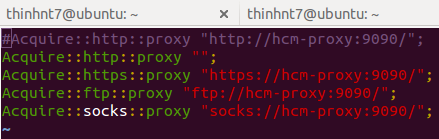 thinhnt7@ubuntu: ~ × thinhnt7@ubuntu: ~
#Acquire::http::proxy "http://hcm-proxy:9090/";
Acquire::http::proxy "";
Acquire::https::proxy "https://hcm-proxy:9090/";
Acquire::ftp::proxy "ftp://hcm-proxy:9090/";
Acquire::socks::proxy "socks://hcm-proxy:9090/";
~